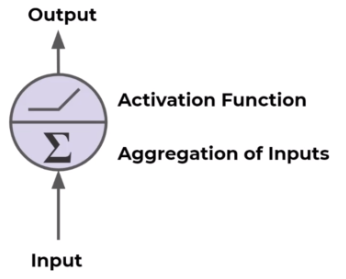 Output
Activation Function
Σ
Aggregation of Inputs
Input